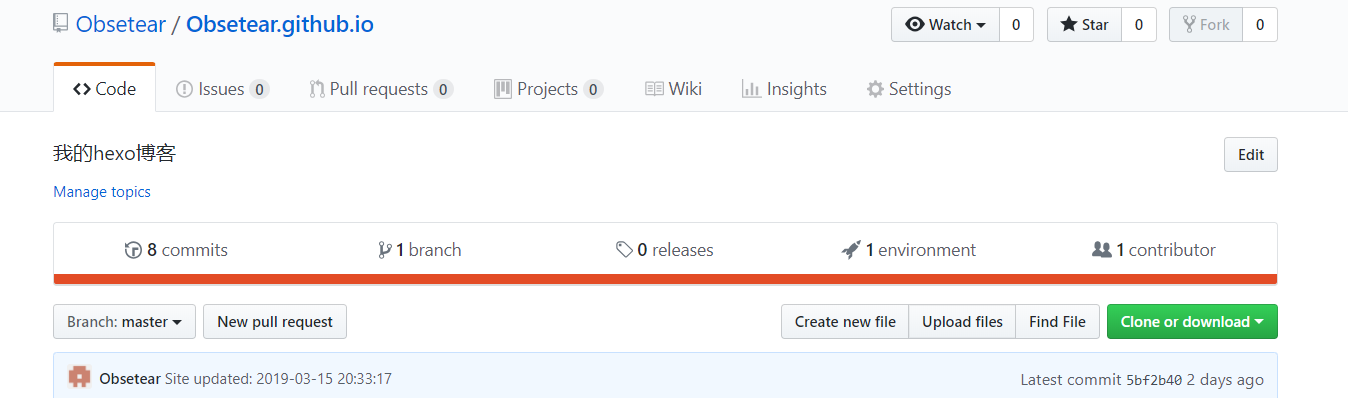 Obsetear / Obsetear.github.io
Watch 0 Star 0 Fork 0
Code Issues 0 Pull requests 0 Projects 0 Wiki Insights Settings
我的hexo博客 Edit
Manage topics
8 commits 1 branch 0 releases 1 environment 1 contributor
Branch: master New pull request Create new file Upload files Find File Clone or download
Obsetear Site updated: 2019-03-15 20:33:17 Latest commit 5bf2b40 2 days ago